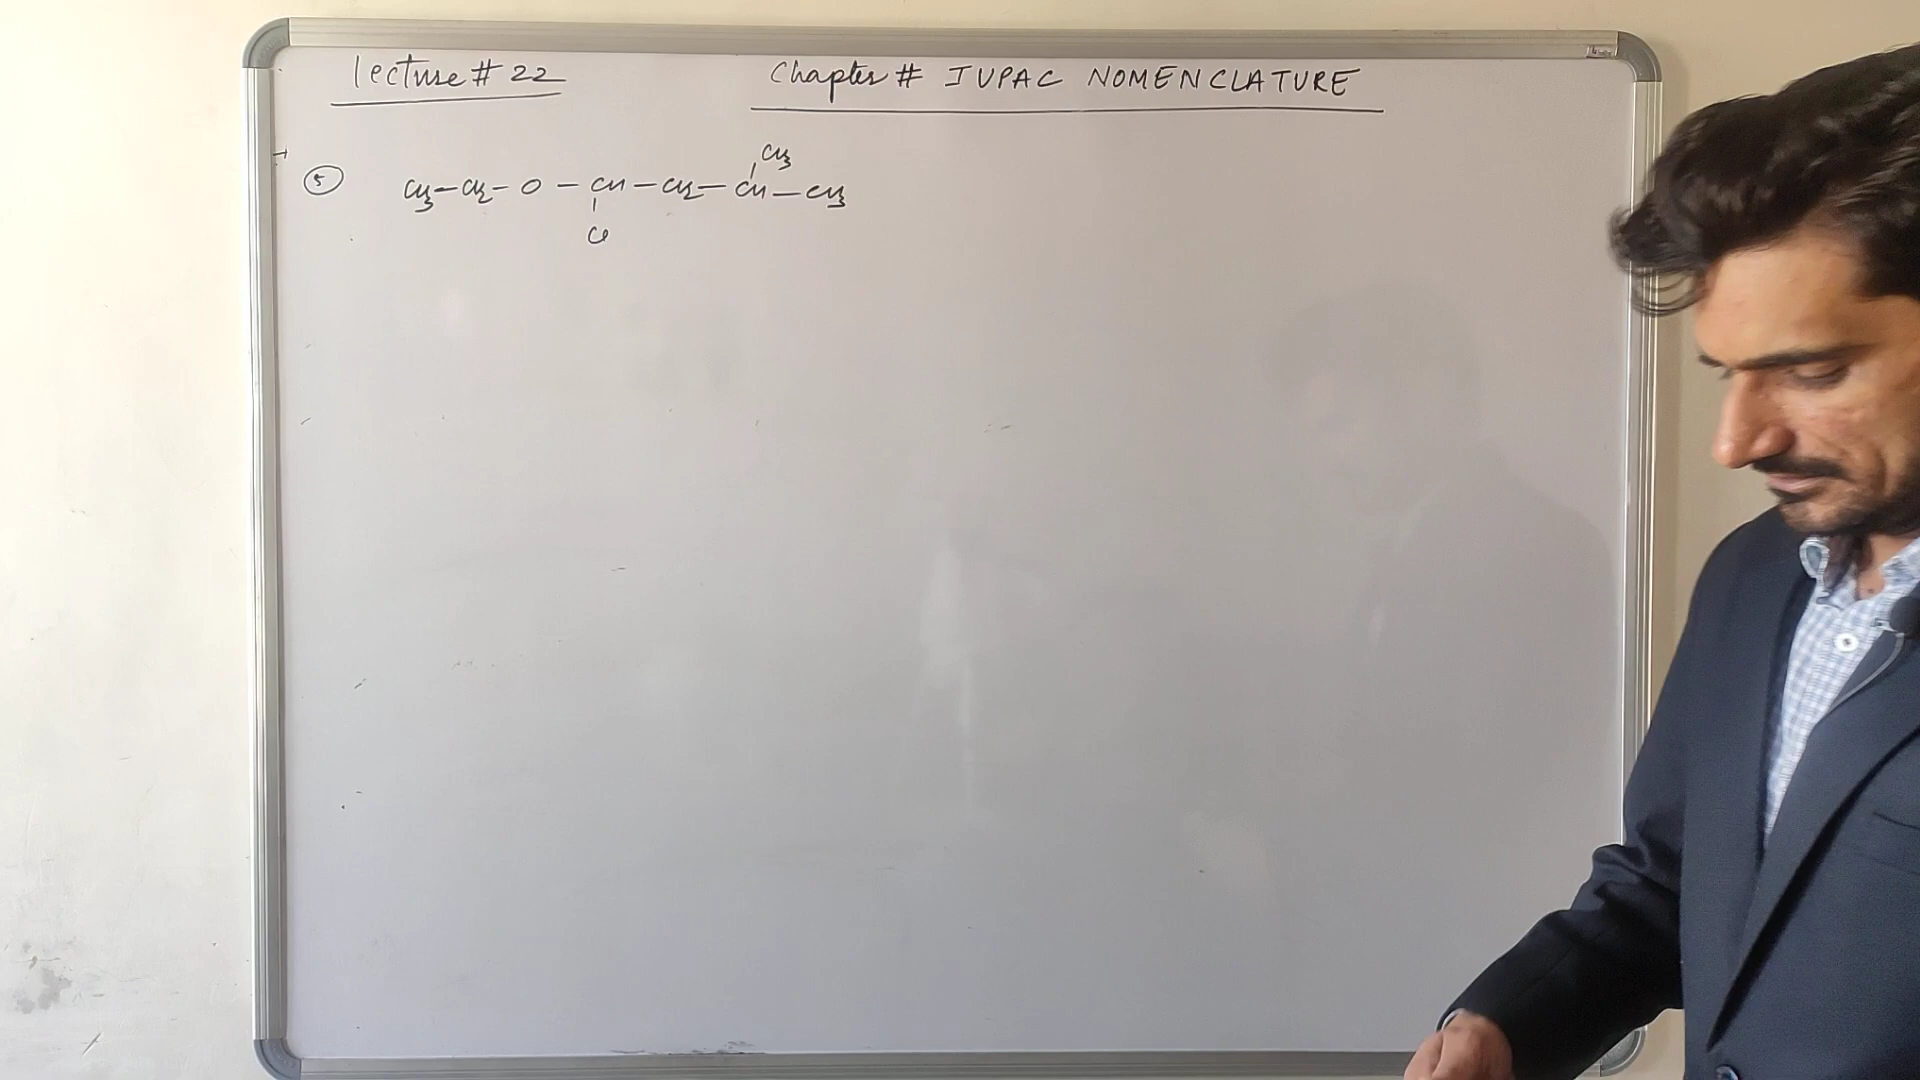 Lecture # 22 Chapter # IUPAC NOMENCLATURE
CH3
5 CH3-CH2-O-CH-CH2-CH-CH3
Cl